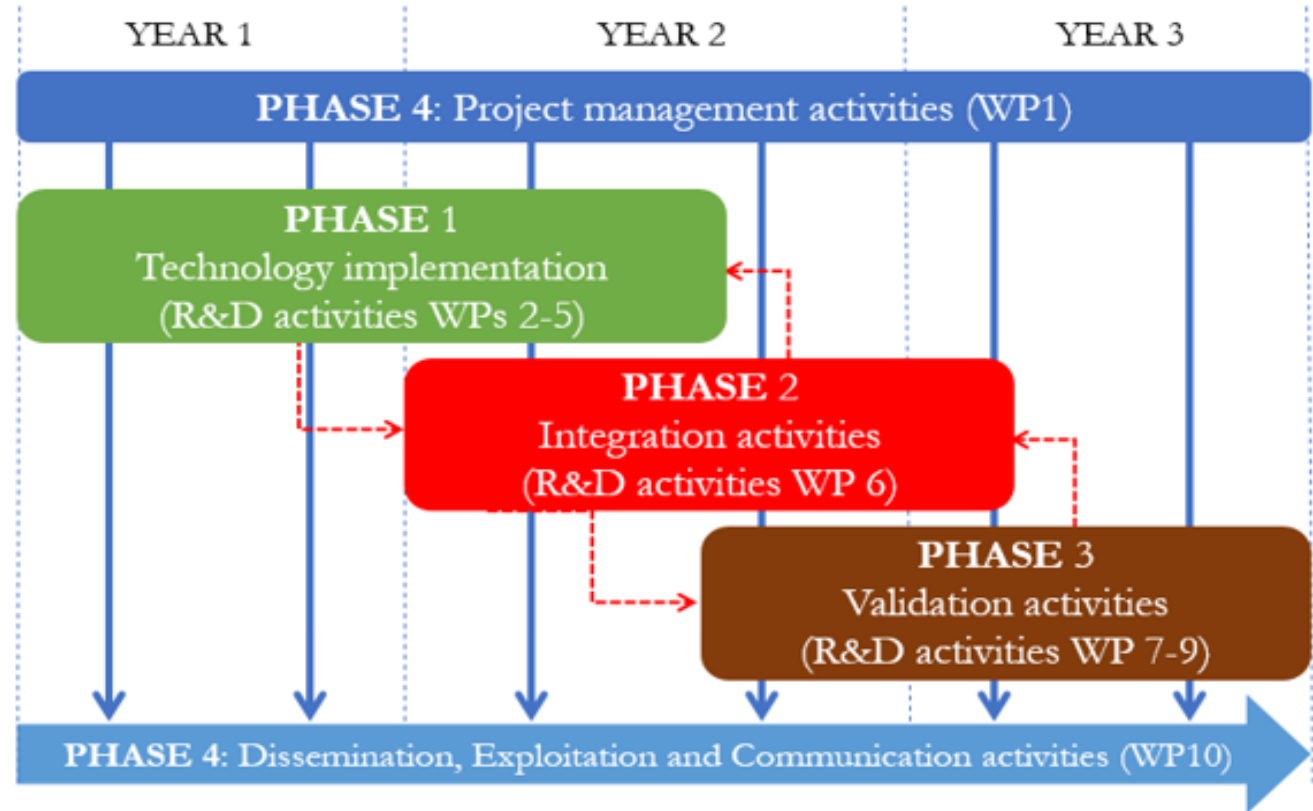 YEAR 1 YEAR 2 YEAR 3
PHASE 4: Project management activities (WP1)
PHASE 1
Technology implementation
(R&D activities WPs 2-5)
PHASE 2
Integration activities
(R&D activities WP 6)
PHASE 3
Validation activities
(R&D activities WP 7-9)
PHASE 4: Dissemination, Exploitation and Communication activities (WP10)